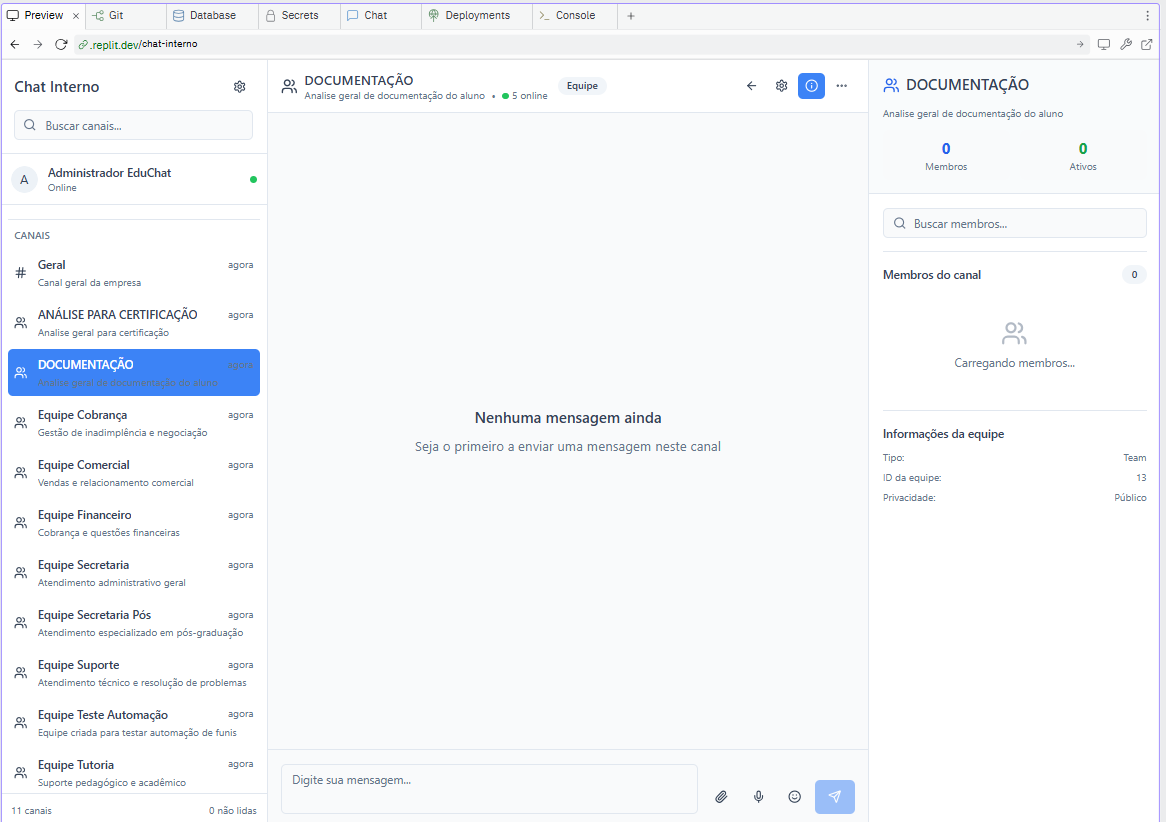 Preview
Git
Database
Secrets
Chat
Deployments
Console
.replit.dev/chat-interno
Chat Interno
Buscar canais...
A
Administrador EduChat
Online
CANAIS
Geral agora
Canal geral da empresa
ANÁLISE PARA CERTIFICAÇÃO agora
Analise geral para certificação
DOCUMENTAÇÃO agora
Analise geral de documentação do aluno
Equipe Cobrança agora
Gestão de inadimplência e negociação
Equipe Comercial agora
Vendas e relacionamento comercial
Equipe Financeiro agora
Cobrança e questões financeiras
Equipe Secretaria agora
Atendimento administrativo geral
Equipe Secretaria Pós agora
Atendimento especializado em pós-graduação
Equipe Suporte agora
Atendimento técnico e resolução de problemas
Equipe Teste Automação agora
Equipe criada para testar automação de funis
Equipe Tutoria agora
Suporte pedagógico e acadêmico
11 canais 0 não lidas
DOCUMENTAÇÃO
Analise geral de documentação do aluno • 5 online
Equipe
Nenhuma mensagem ainda
Seja o primeiro a enviar uma mensagem neste canal
Digite sua mensagem...
DOCUMENTAÇÃO
Analise geral de documentação do aluno
0 0
Membros Ativos
Buscar membros...
Membros do canal 0
Carregando membros...
Informações da equipe
Tipo: Team
ID da equipe: 13
Privacidade: Público